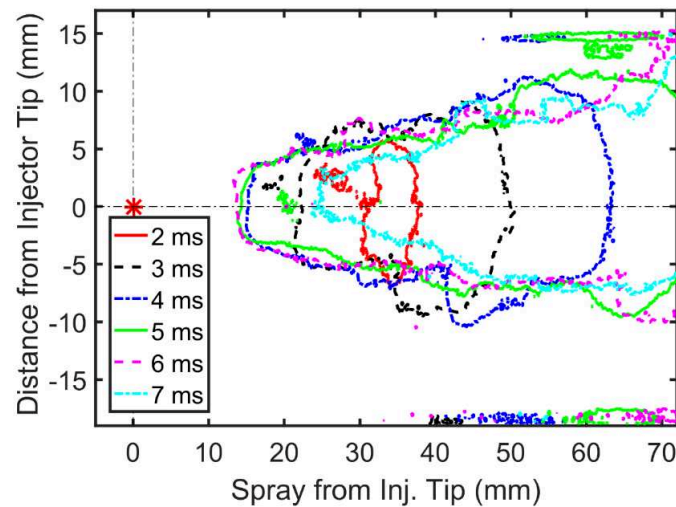 15
10
5
0
-5
-10
-15
Distance from Injector Tip (mm)
2 ms
3 ms
4 ms
5 ms
6 ms
7 ms
0 10 20 30 40 50 60 70
Spray from Inj. Tip (mm)